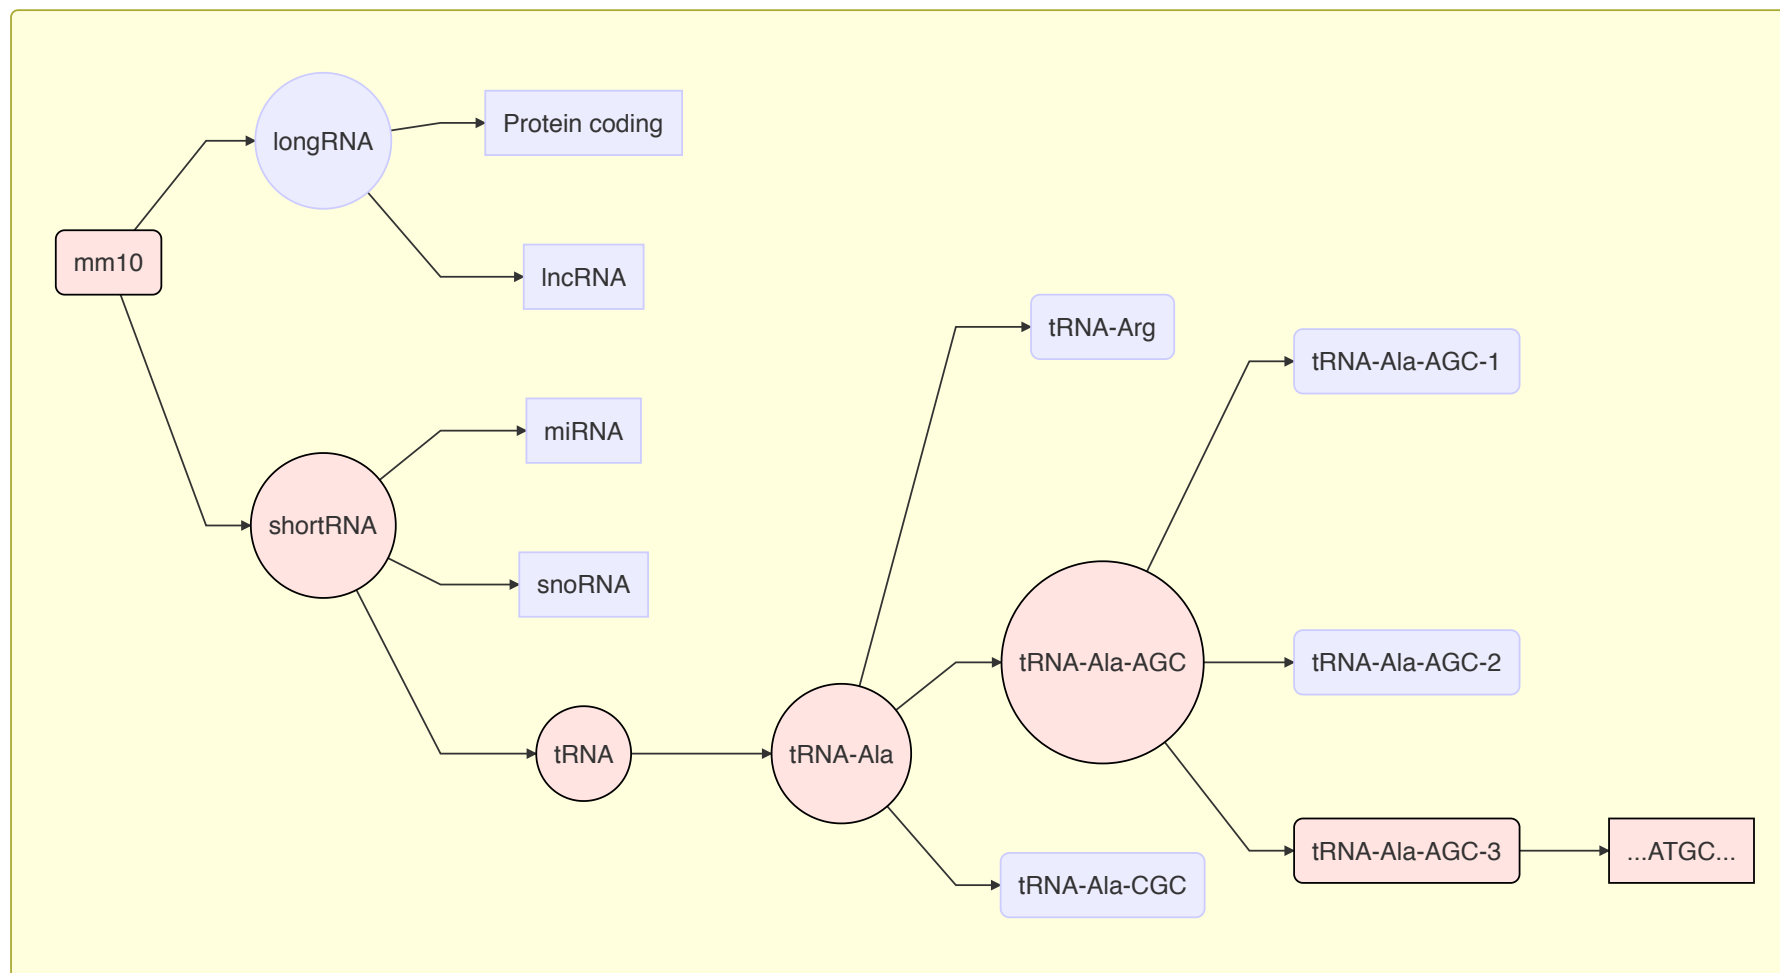 longRNA
Protein coding
mm10
lncRNA
tRNA-Arg
tRNA-Ala-AGC-1
miRNA
shortRNA
snoRNA
tRNA-Ala-AGC
tRNA-Ala-AGC-2
tRNA
tRNA-Ala
tRNA-Ala-AGC-3
...ATGC...
tRNA-Ala-CGC